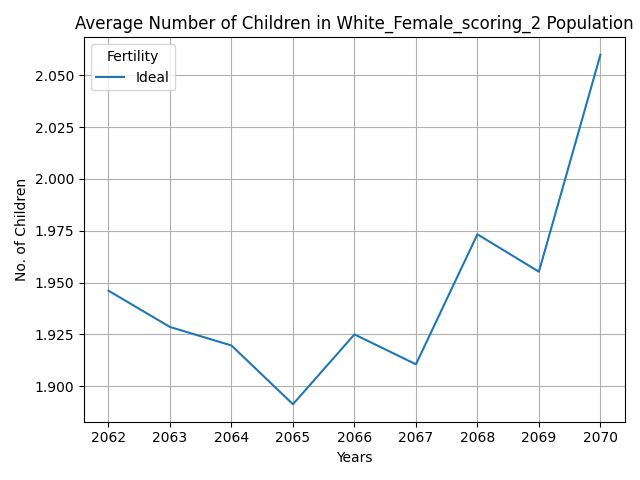 Average Number of Children in White_Female_scoring_2 Population
Fertility
Ideal
2.050
2.025
2.000
1.975
1.950
1.925
1.900
No. of Children
2062 2063 2064 2065 2066 2067 2068 2069 2070
Years